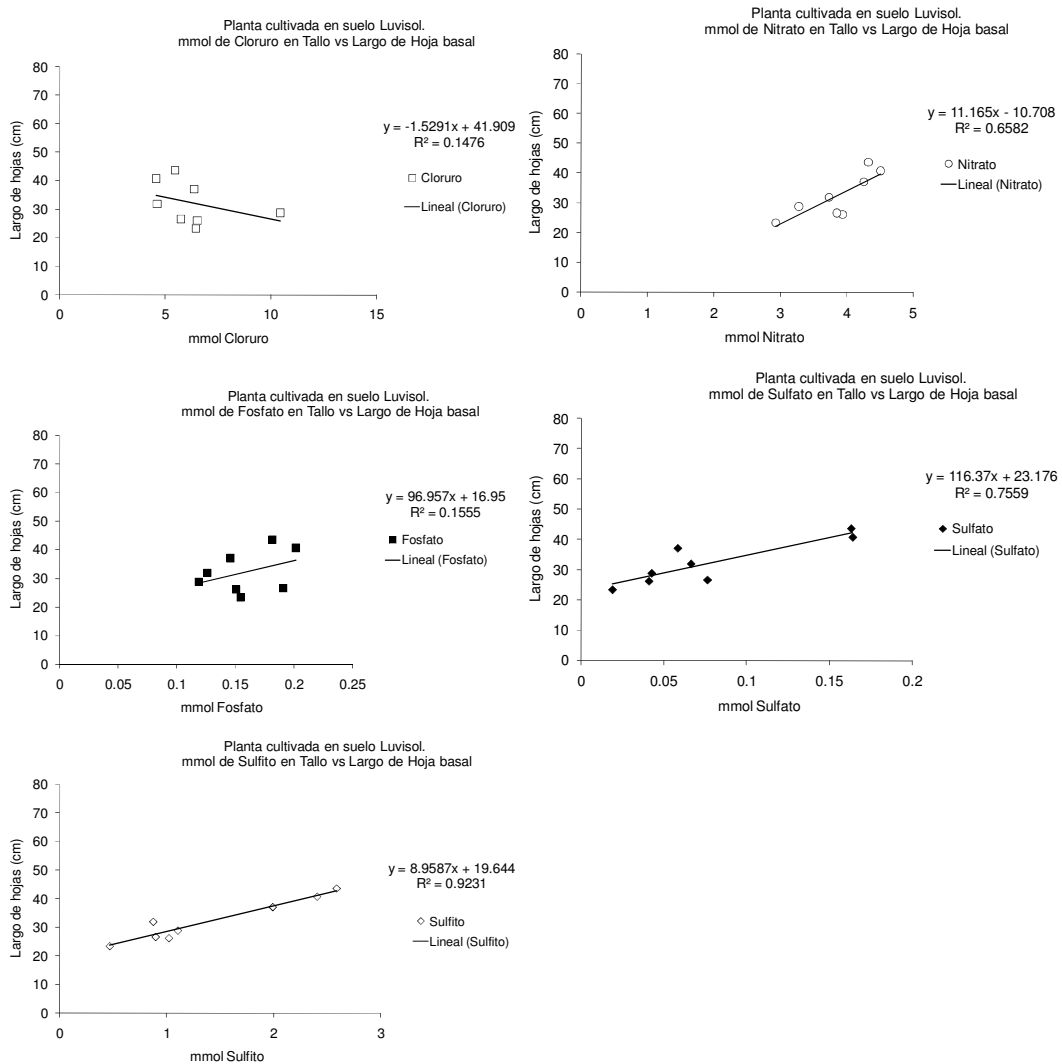 Planta cultivada en suelo Luvisol.
mmol de Cloruro en Tallo vs Largo de Hoja basal
80
70
60
50
40
30
20
10
0
Largo de hojas (cm)
y = -1.5291x + 41.909
R² = 0.1476
Cloruro
Lineal (Cloruro)
0 5 10 15
mmol Cloruro
Planta cultivada en suelo Luvisol.
mmol de Nitrato en Tallo vs Largo de Hoja basal
80
70
60
50
40
30
20
10
0
Largo de hojas (cm)
y = 11.165x - 10.708
R² = 0.6582
Nitrato
Lineal (Nitrato)
0 1 2 3 4 5
mmol Nitrato
Planta cultivada en suelo Luvisol.
mmol de Fosfato en Tallo vs Largo de Hoja basal
80
70
60
50
40
30
20
10
0
Largo de hojas (cm)
y = 96.957x + 16.95
R² = 0.1555
Fosfato
Lineal (Fosfato)
0 0.05 0.1 0.15 0.2 0.25
mmol Fosfato
Planta cultivada en suelo Luvisol.
mmol de Sulfato en Tallo vs Largo de Hoja basal
80
70
60
50
40
30
20
10
0
Largo de hojas (cm)
y = 116.37x + 23.176
R² = 0.7559
Sulfato
Lineal (Sulfato)
0 0.05 0.1 0.15 0.2
mmol Sulfato
Planta cultivada en suelo Luvisol.
mmol de Sulfito en Tallo vs Largo de Hoja basal
80
70
60
50
40
30
20
10
0
Largo de hojas (cm)
y = 8.9587x + 19.644
R² = 0.9231
Sulfito
Lineal (Sulfito)
0 1 2 3
mmol Sulfito